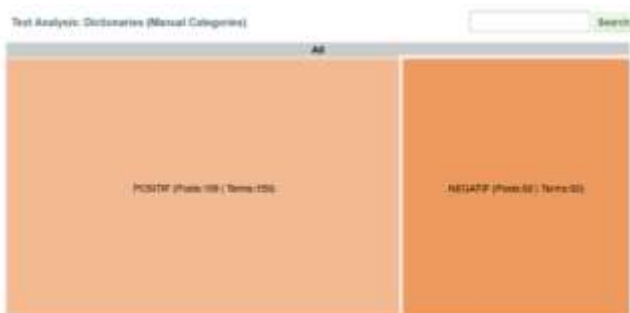 Text Analysis: Dictionaries (Manual Categories)
Search
All
POSITIF (Posts: | Terms:
NEGATIF (Posts: | Terms: